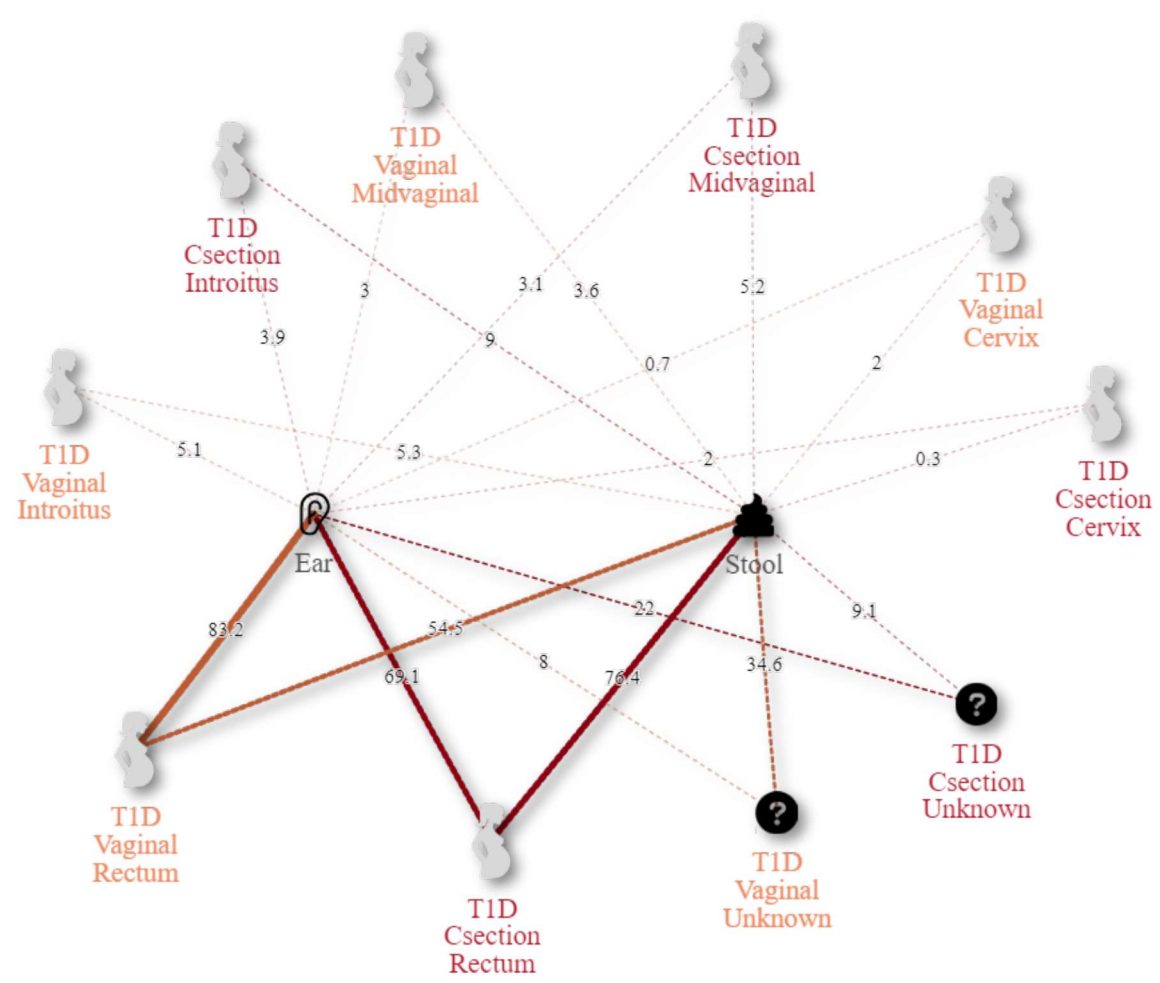 T1D
Vaginal
Midvaginal
T1D
Csection
Midvaginal
T1D
Csection
Introitus
T1D
Vaginal
Cervix
3
3.1
3.6
5.2
3.9
9
0.7
2
T1D
Vaginal
Introitus
5.1
5.3
2
0.3
T1D
Csection
Cervix
Ear
Stool
83.2
54.5
22
9.1
69.1
8
76.4
34.6
?
T1D
Csection
Unknown
T1D
Vaginal
Rectum
?
T1D
Vaginal
Unknown
T1D
Csection
Rectum